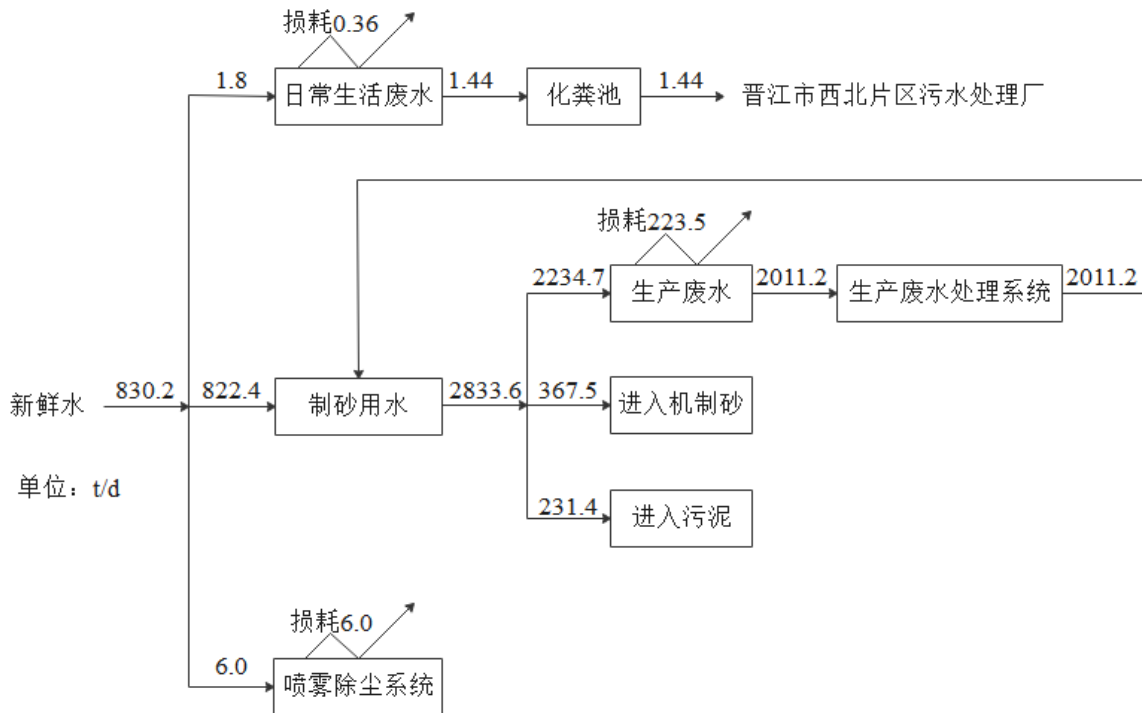 损耗0.36
1.8
日常生活废水
1.44
化粪池
1.44
晋江市西北片区污水处理厂
损耗223.5
2234.7
生产废水
2011.2
生产废水处理系统
2011.2
新鲜水
830.2
822.4
制砂用水
2833.6
367.5
进入机制砂
单位：t/d
231.4
进入污泥
损耗6.0
6.0
喷雾除尘系统